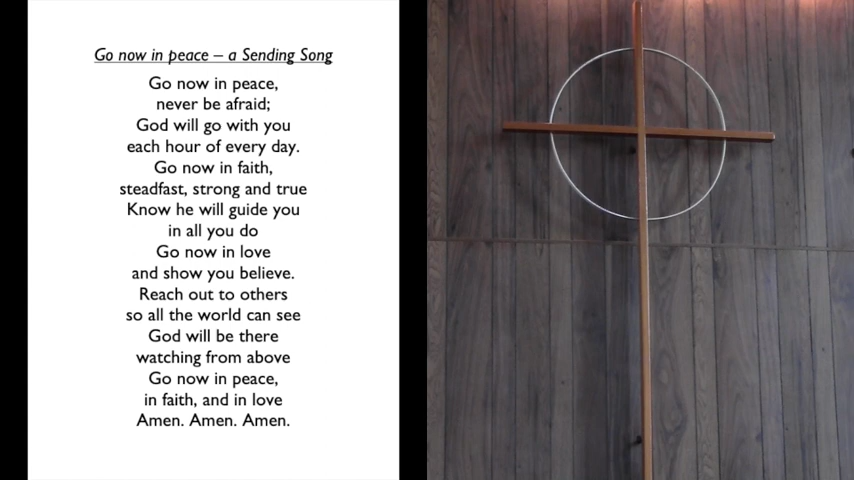 Go now in peace – a Sending Song
Go now in peace,
never be afraid;
God will go with you
each hour of every day.
Go now in faith,
steadfast, strong and true
Know he will guide you
in all you do
Go now in love
and show you believe.
Reach out to others
so all the world can see
God will be there
watching from above
Go now in peace,
in faith, and in love
Amen. Amen. Amen.